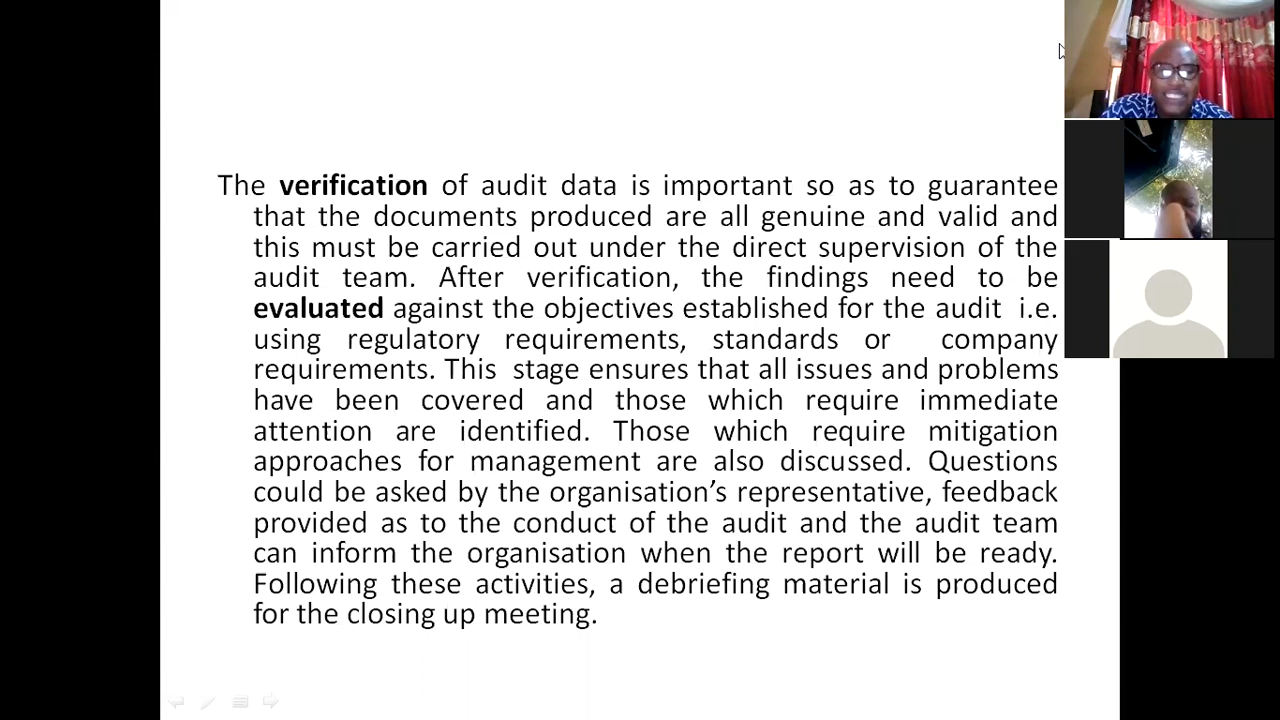 The verification of audit data is important so as to guarantee
that the documents produced are all genuine and valid and
this must be carried out under the direct supervision of the
audit team. After verification, the findings need to be
evaluated against the objectives established for the audit i.e.
using regulatory requirements, standards or company
requirements. This stage ensures that all issues and problems
have been covered and those which require immediate
attention are identified. Those which require mitigation
approaches for management are also discussed. Questions
could be asked by the organisation’s representative, feedback
provided as to the conduct of the audit and the audit team
can inform the organisation when the report will be ready.
Following these activities, a debriefing material is produced
for the closing up meeting.